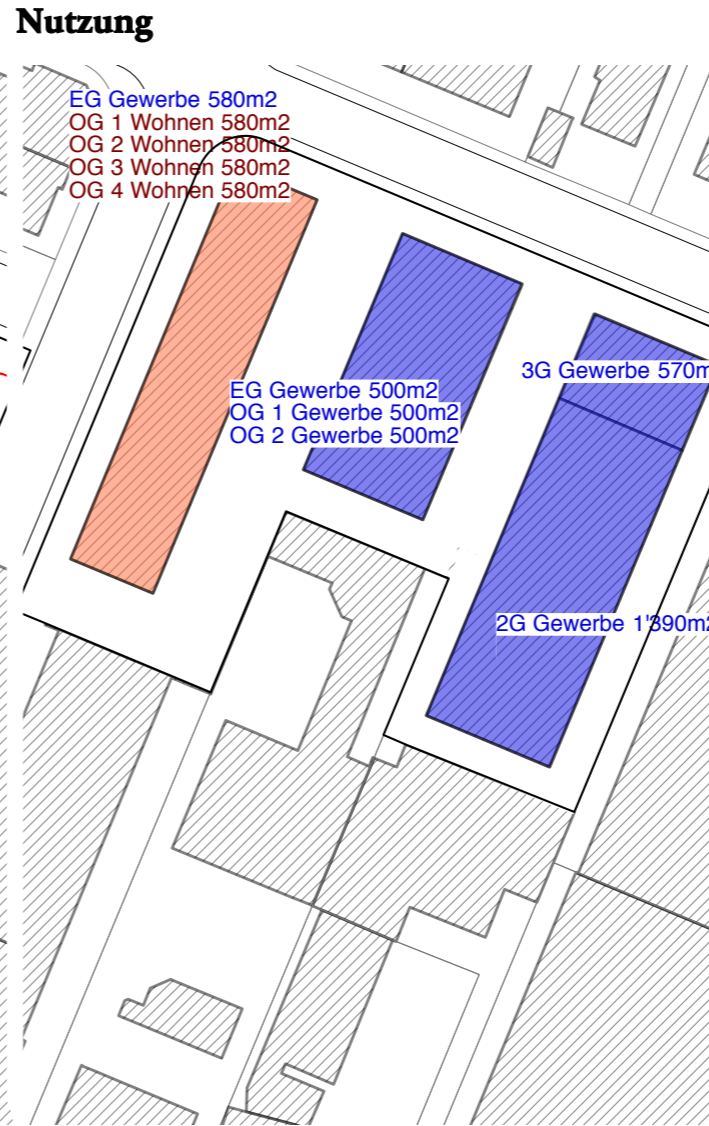 Nutzung
EG Gewerbe 580m2
OG 1 Wohnen 580m2
OG 2 Wohnen 580m2
OG 3 Wohnen 580m2
OG 4 Wohnen 580m2
3G Gewerbe 570m
EG Gewerbe 500m2
OG 1 Gewerbe 500m2
OG 2 Gewerbe 500m2
2G Gewerbe 1'390m2